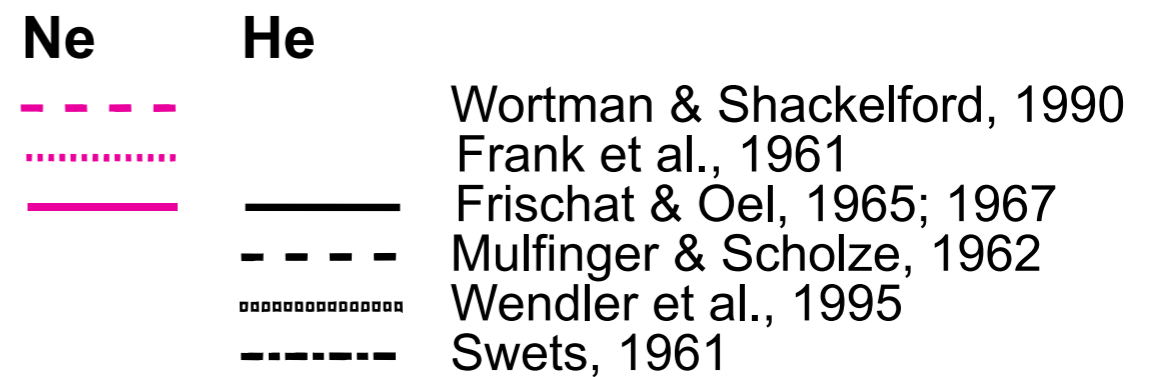 Ne He
Wortman & Shackelford, 1990
Frank et al., 1961
Frischat & Oel, 1965; 1967
Mulfinger & Scholze, 1962
Wendler et al., 1995
Swets, 1961